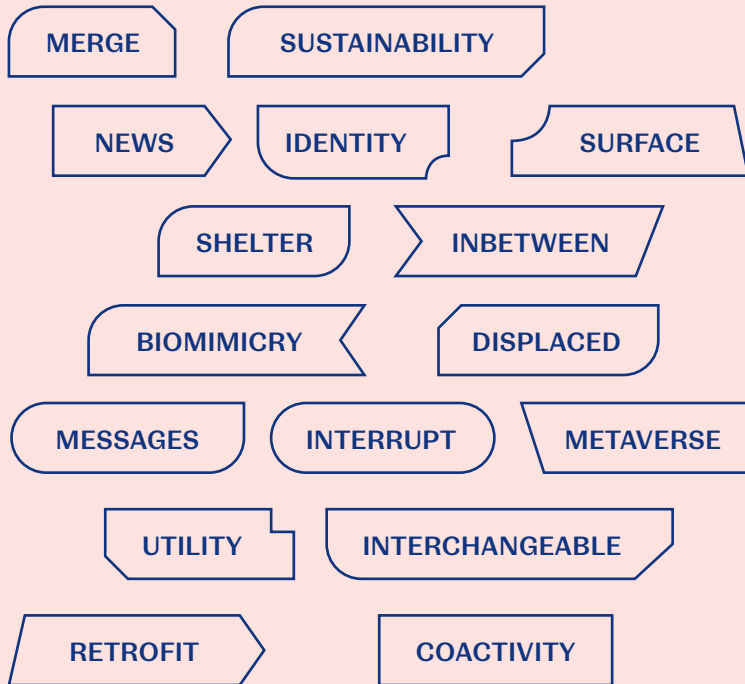 MERGE SUSTAINABILITY
NEWS IDENTITY SURFACE
SHELTER INBETWEEN
BIOMIMICRY DISPLACED
MESSAGES INTERRUPT METAVERSE
UTILITY INTERCHANGEABLE
RETROFIT COACTIVITY